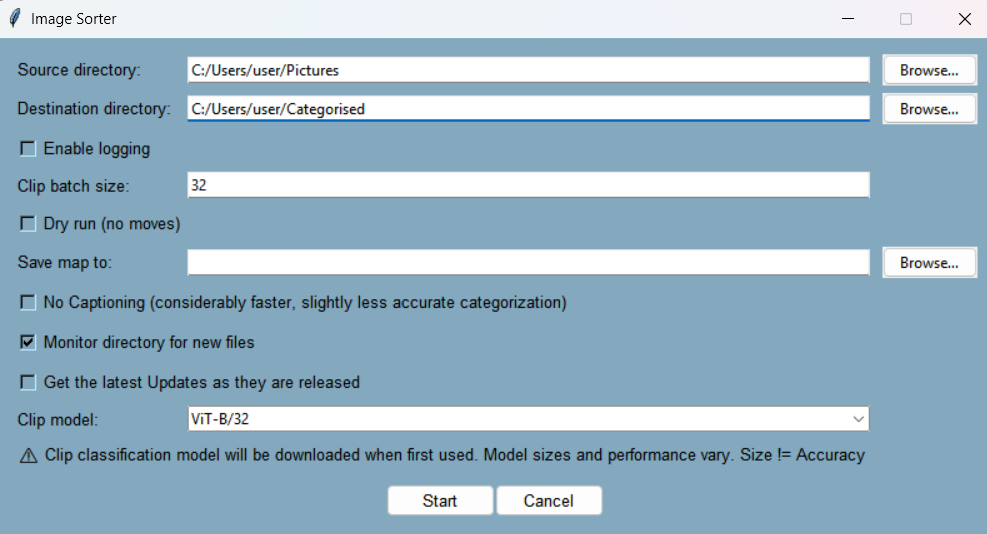 Image Sorter
Source directory: C:/Users/user/Pictures Browse...
Destination directory: C:/Users/user/Categorised Browse...
Enable logging
Clip batch size: 32
Dry run (no moves)
Save map to: Browse...
No Captioning (considerably faster, slightly less accurate categorization)
Monitor directory for new files
Get the latest Updates as they are released
Clip model: ViT-B/32
⚠ Clip classification model will be downloaded when first used. Model sizes and performance vary. Size != Accuracy
Start Cancel